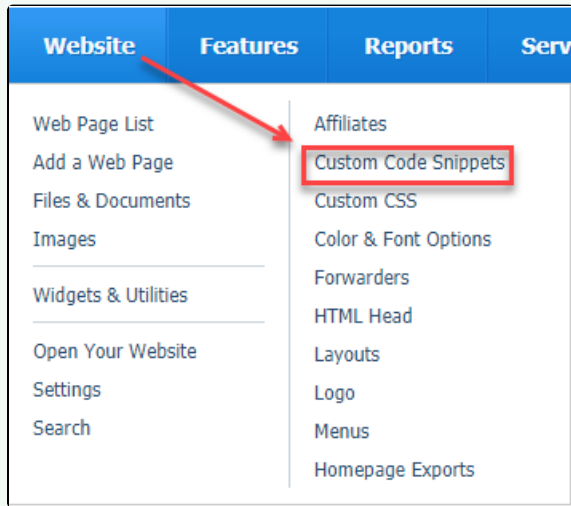 Website Features Reports Serv
Web Page List
Add a Web Page
Files & Documents
Images
Widgets & Utilities
Open Your Website
Settings
Search
Affiliates
Custom Code Snippets
Custom CSS
Color & Font Options
Forwarders
HTML Head
Layouts
Logo
Menus
Homepage Exports